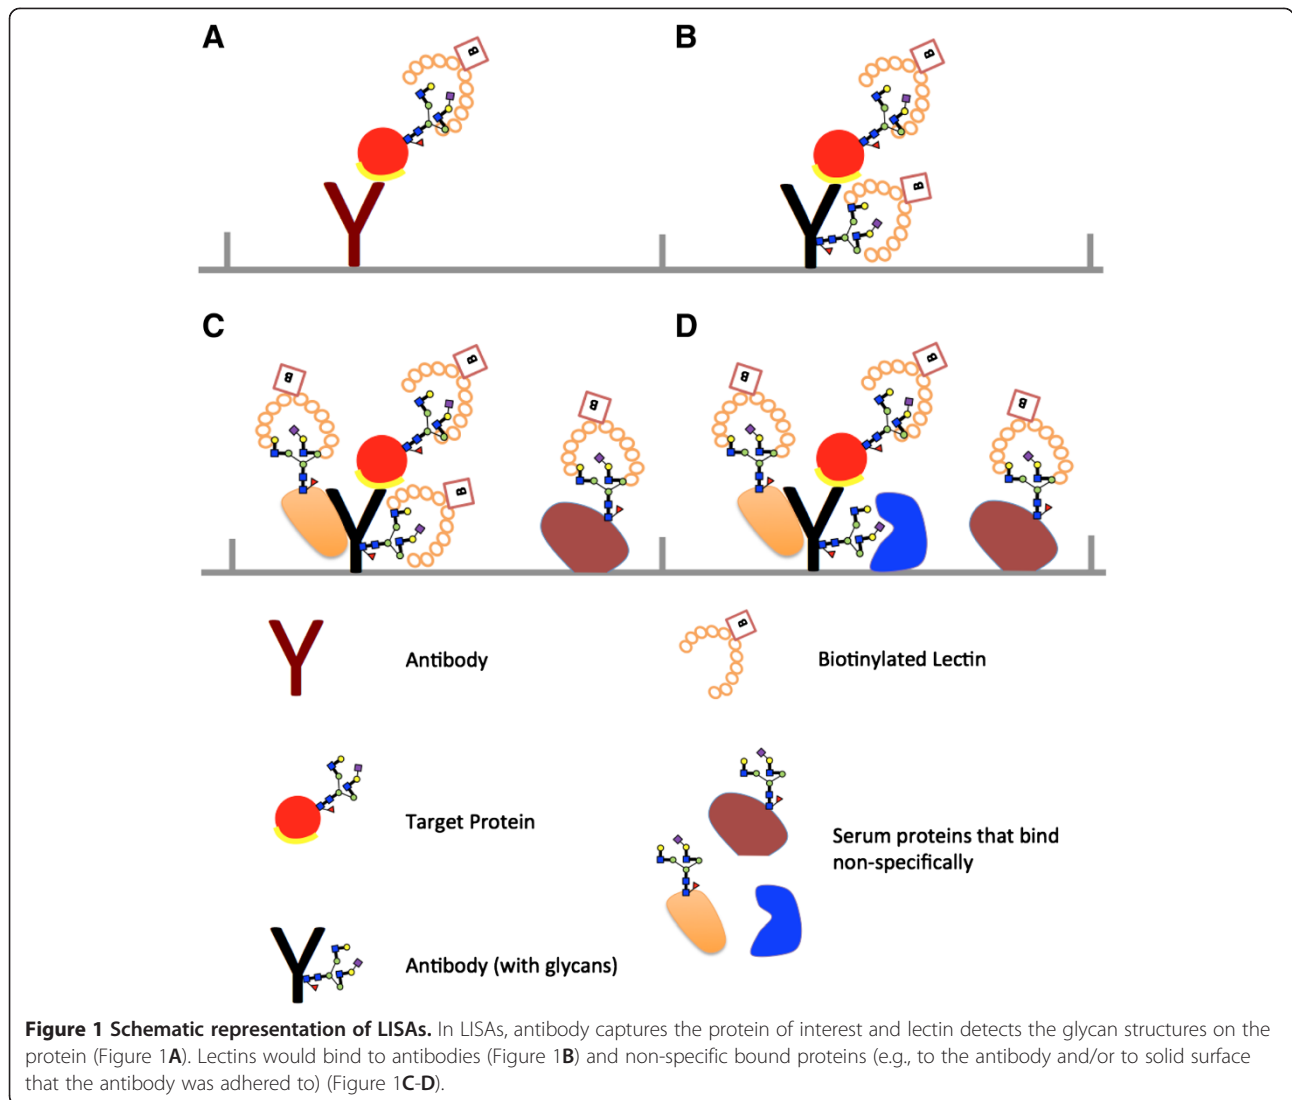 A
B
B
B
B
C
D
B
B
B
B
B
B
B
Antibody
B
Biotinylated Lectin
Target Protein
Serum proteins that bind
non-specifically
Antibody (with glycans)
Figure 1 Schematic representation of LISAs. In LISAs, antibody captures the protein of interest and lectin detects the glycan structures on the
protein (Figure 1A). Lectins would bind to antibodies (Figure 1B) and non-specific bound proteins (e.g., to the antibody and/or to solid surface
that the antibody was adhered to) (Figure 1C-D).